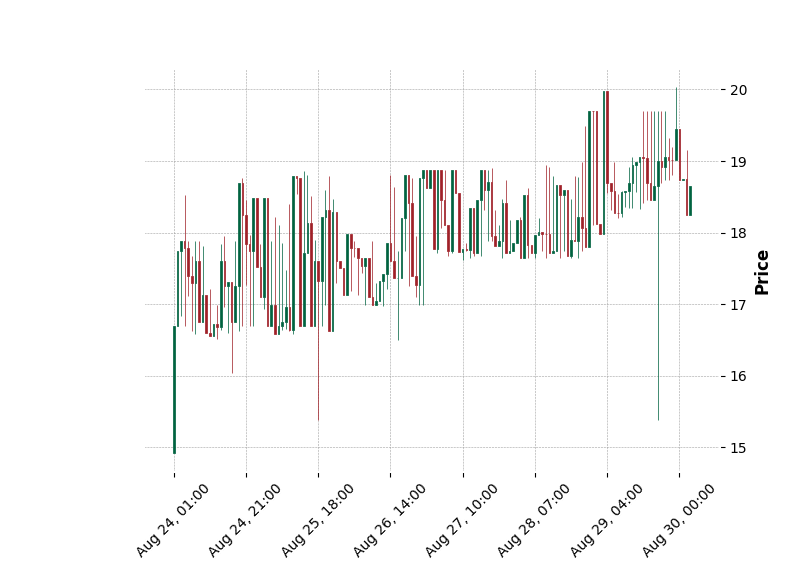 20
19
18
17
16
15
Price
Aug 24, 01:00
Aug 24, 21:00
Aug 25, 18:00
Aug 26, 14:00
Aug 27, 10:00
Aug 28, 07:00
Aug 29, 04:00
Aug 30, 00:00